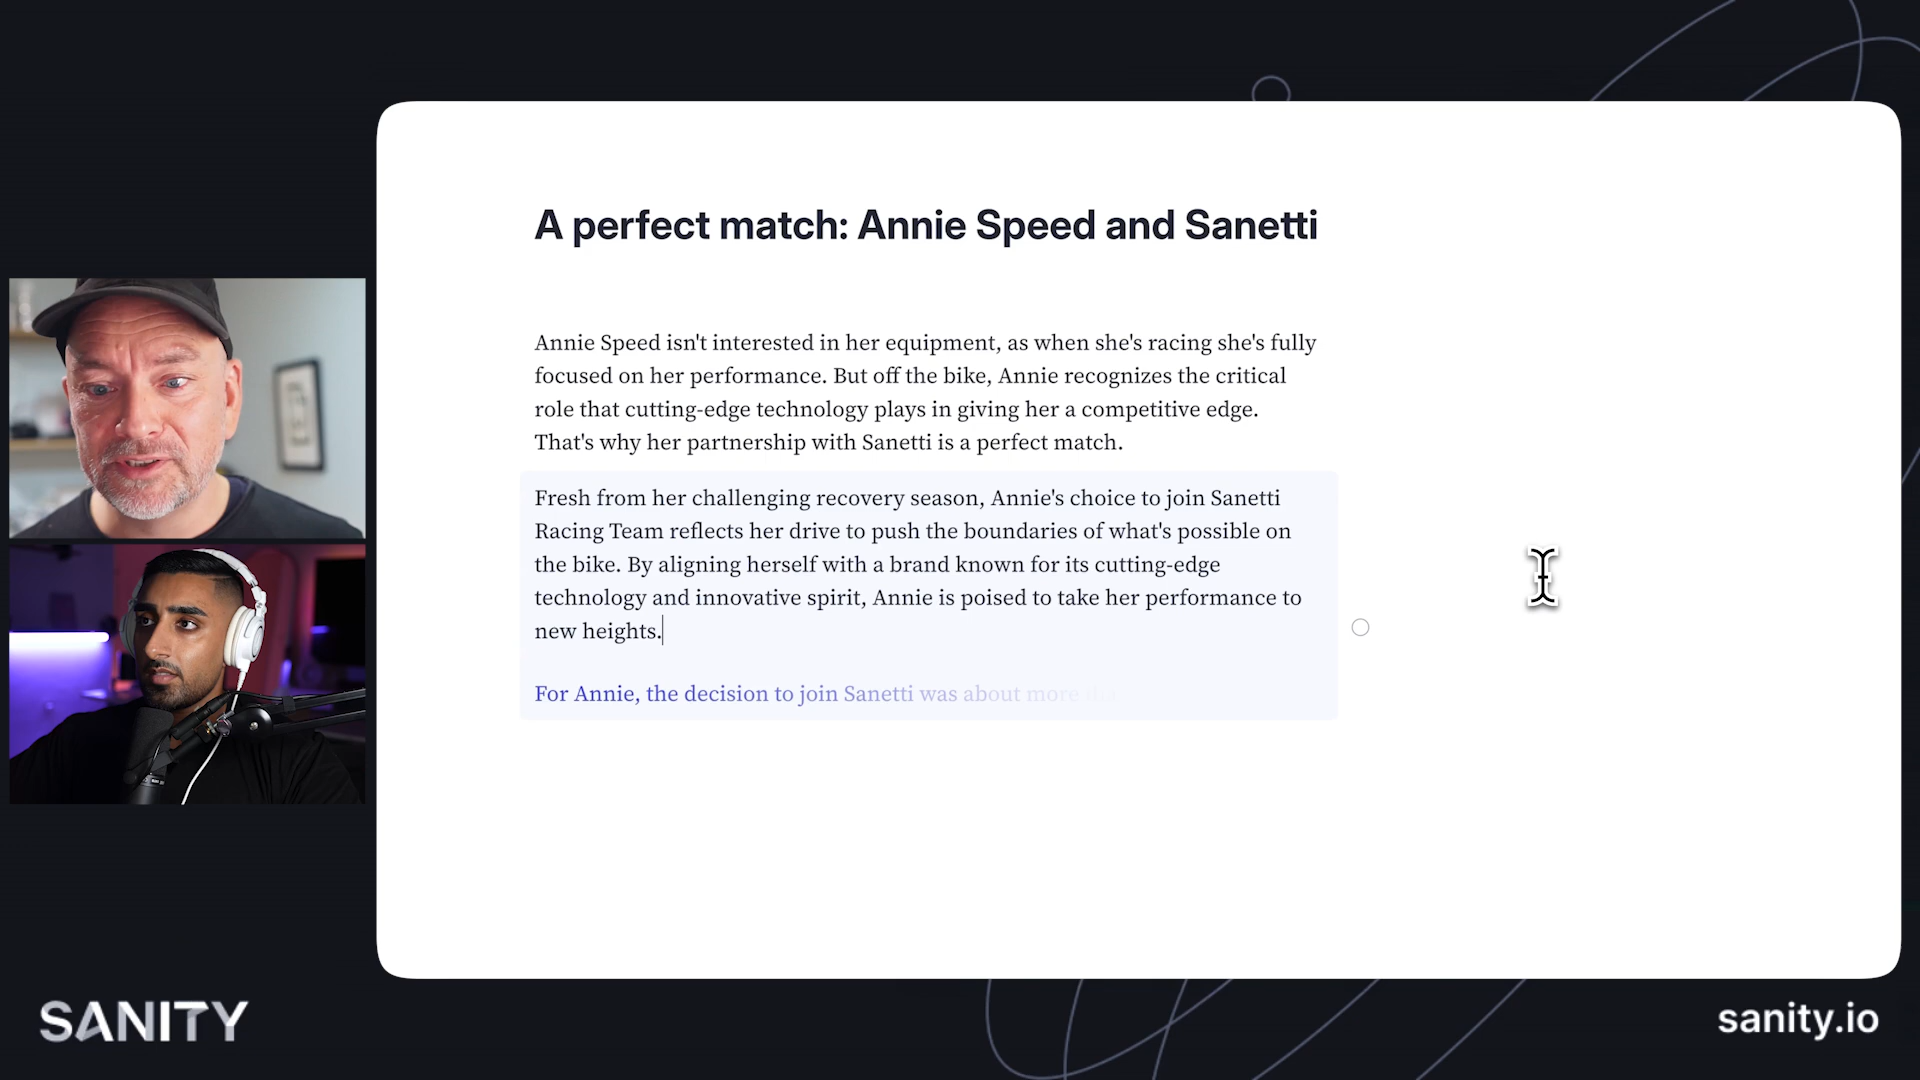 A perfect match: Annie Speed and Sanetti
Annie Speed isn't interested in her equipment, as when she's racing she's fully
focused on her performance. But off the bike, Annie recognizes the critical
role that cutting-edge technology plays in giving her a competitive edge.
That's why her partnership with Sanetti is a perfect match.
Fresh from her challenging recovery season, Annie's choice to join Sanetti
Racing Team reflects her drive to push the boundaries of what's possible on
the bike. By aligning herself with a brand known for its cutting-edge
technology and innovative spirit, Annie is poised to take her performance to
new heights.
For Annie, the decision to join Sanetti was about more
SANITY
sanity.io